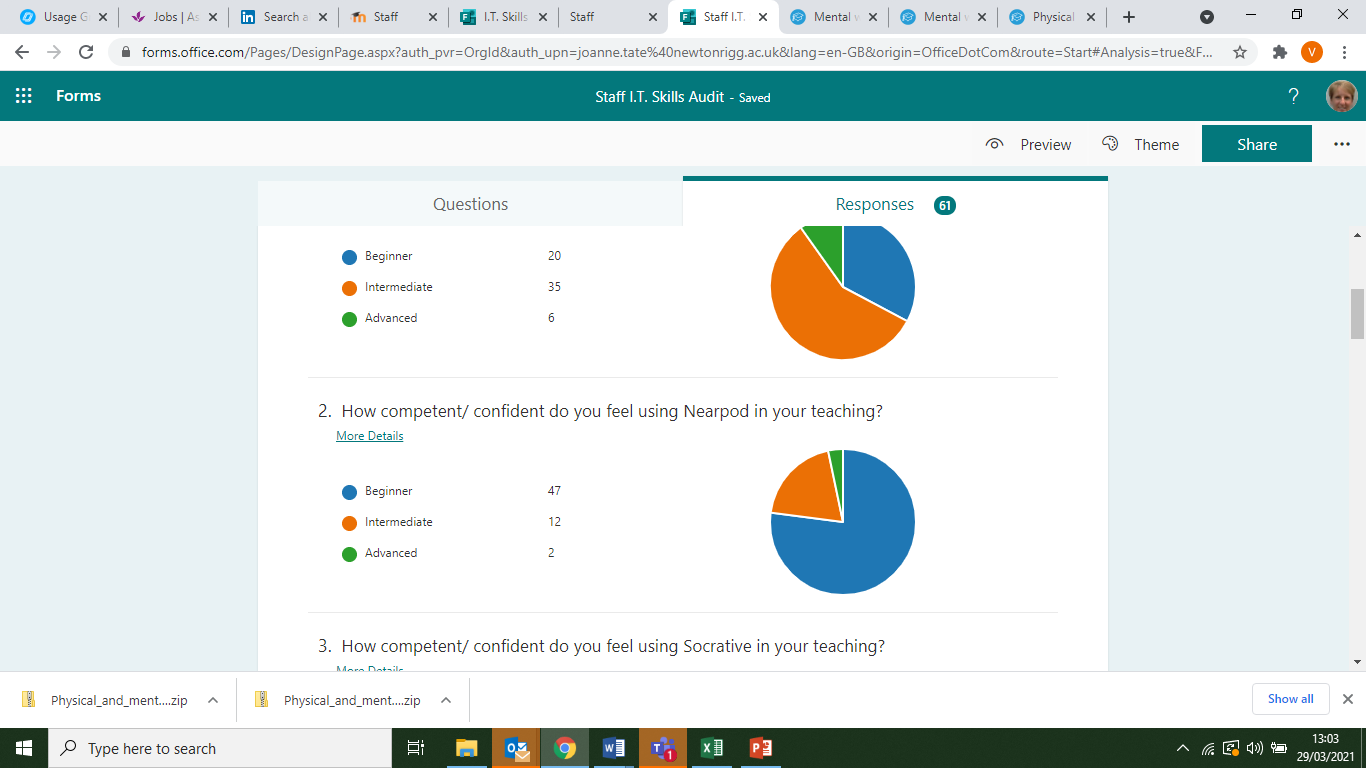 Usage G
Jobs | As
Search a
Staff
I.T. Skills
Staff
Staff I.T.
Mental w
Mental w
Physical
forms.office.com/Pages/DesignPage.aspx?auth_pvr=OrgId&auth_upn=joanne.tate%40newtonrigg.ac.uk&lang=en-GB&origin=OfficeDotCom&route=Start#Analysis=true&F...
V
Forms
Staff I.T. Skills Audit - Saved
?
Preview
Theme
Share
Questions
Responses 61
Beginner 20
Intermediate 35
Advanced 6
2. How competent/ confident do you feel using Nearpod in your teaching?
More Details
Beginner 47
Intermediate 12
Advanced 2
3. How competent/ confident do you feel using Socrative in your teaching?
More Details
Physical_and_ment....zip
Physical_and_ment....zip
Show all
Type here to search
1
13:03
29/03/2021